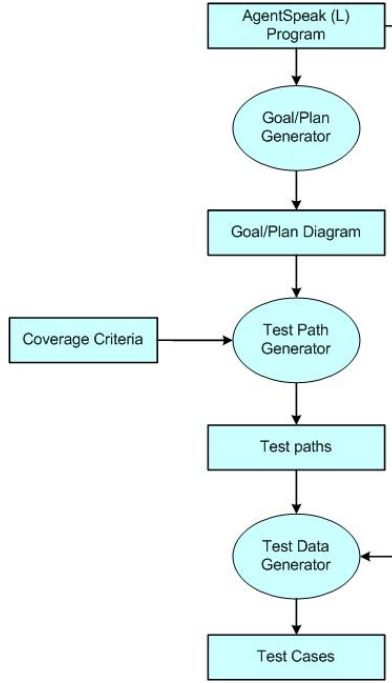 AgentSpeak (L)
Program
Goal/Plan
Generator
Goal/Plan Diagram
Coverage Criteria
Test Path
Generator
Test paths
Test Data
Generator
Test Cases